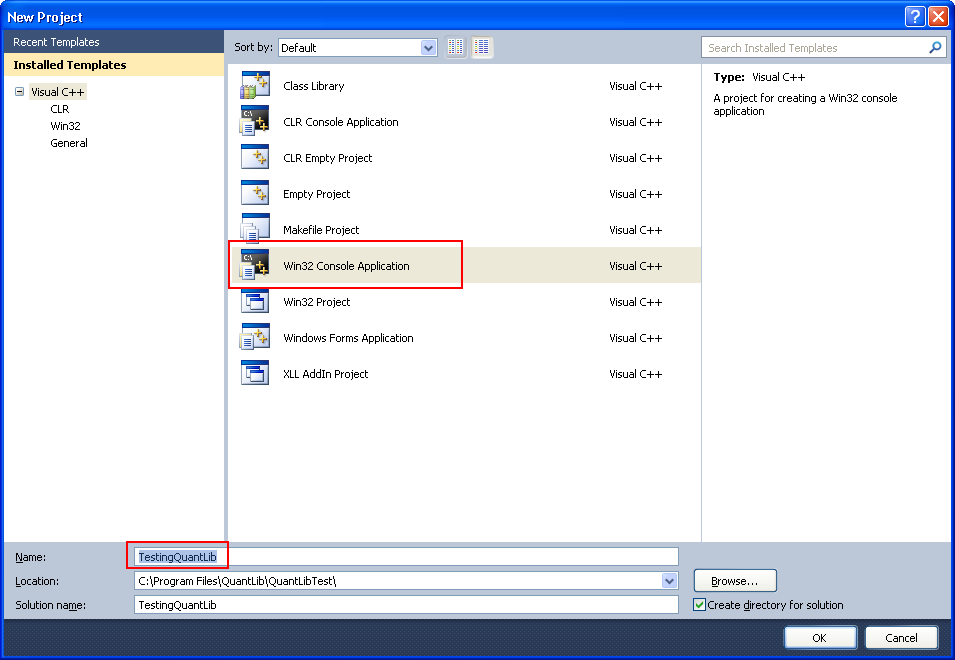 New Project
Recent Templates
Installed Templates
Visual C++
CLR
Win32
General
Sort by: Default
Search Installed Templates
Class Library Visual C++
CLR Console Application Visual C++
CLR Empty Project Visual C++
Empty Project Visual C++
Makefile Project Visual C++
Win32 Console Application Visual C++
Win32 Project Visual C++
Windows Forms Application Visual C++
XLL AddIn Project Visual C++
Type: Visual C++
A project for creating a Win32 console
application
Name: TestingQuantLib
Location: C:\Program Files\QuantLib\QuantLibTest\ Browse...
Solution name: TestingQuantLib Create directory for solution
OK Cancel